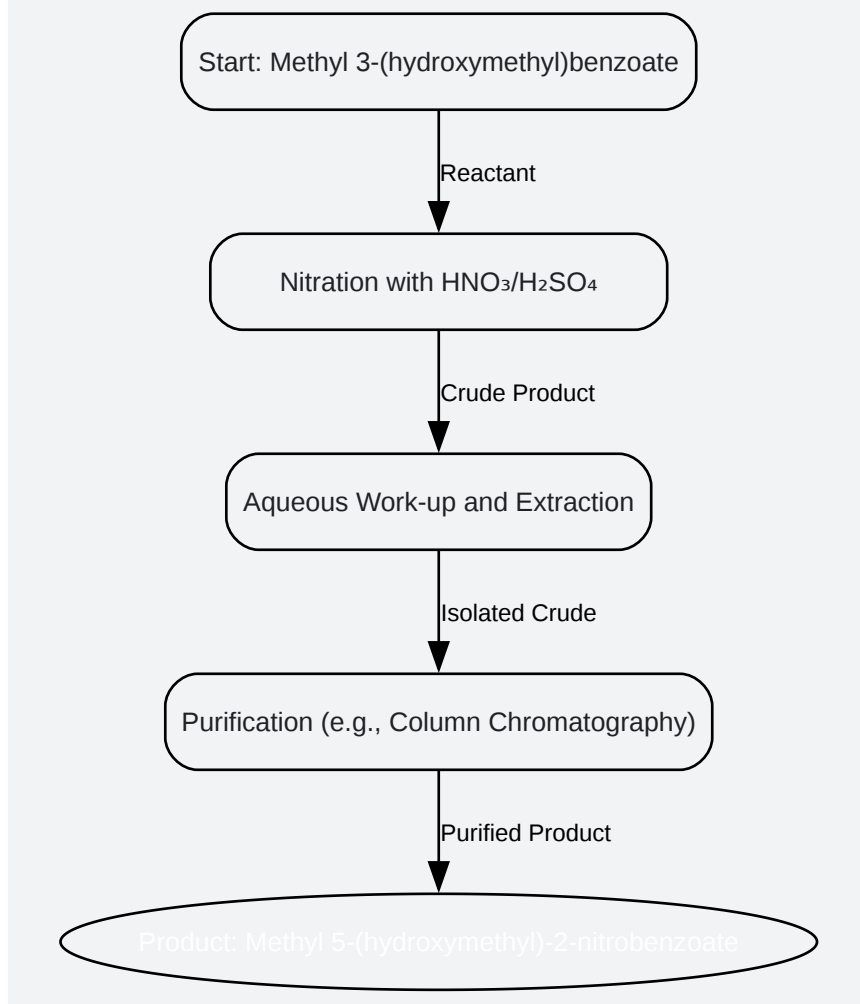 Start: Methyl 3-(hydroxymethyl)benzoate
Reactant
Nitration with HNO₃/H₂SO₄
Crude Product
Aqueous Work-up and Extraction
Isolated Crude
Purification (e.g., Column Chromatography)
Purified Product
Product: Methyl 5-(hydroxymethyl)-2-nitrobenzoate